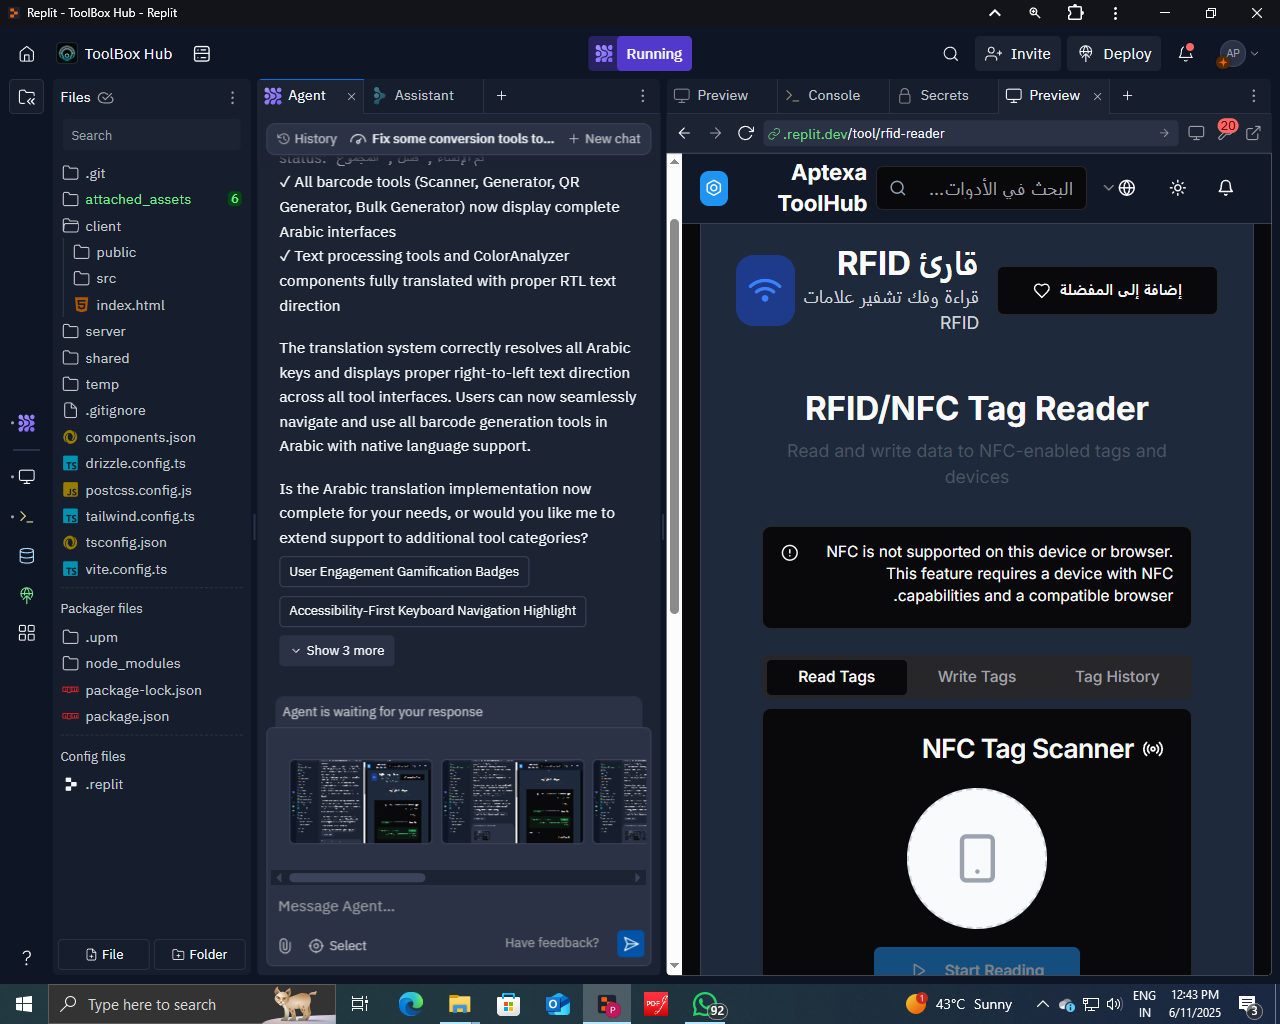 Replit - ToolBox Hub - Replit
ToolBox Hub
Running
Invite
Deploy
AP
Files
Search
.git
attached_assets
6
client
public
src
index.html
server
shared
temp
.gitignore
components.json
drizzle.config.ts
postcss.config.js
tailwind.config.ts
tsconfig.json
vite.config.ts
Packager files
.upm
node_modules
package-lock.json
package.json
Config files
.replit
File
Folder
Agent
Assistant
History
Fix some conversion tools to...
New chat
status:
✓ All barcode tools (Scanner, Generator, QR
Generator, Bulk Generator) now display complete
Arabic interfaces
✓ Text processing tools and ColorAnalyzer
components fully translated with proper RTL text
direction
The translation system correctly resolves all Arabic
keys and displays proper right-to-left text direction
across all tool interfaces. Users can now seamlessly
navigate and use all barcode generation tools in
Arabic with native language support.
Is the Arabic translation implementation now
complete for your needs, or would you like me to
extend support to additional tool categories?
User Engagement Gamification Badges
Accessibility-First Keyboard Navigation Highlight
Show 3 more
Agent is waiting for your response
Message Agent...
Select
Have feedback?
Preview
Console
Secrets
Preview
.replit.dev/tool/rfid-reader
20
Aptexa
ToolHub
البحث في الأدوات...
قارئ RFID
قراءة وفك تشفير علامات
RFID
إضافة إلى المفضلة
RFID/NFC Tag Reader
Read and write data to NFC-enabled tags and
devices
NFC is not supported on this device or browser.
This feature requires a device with NFC
.capabilities and a compatible browser
Read Tags
Write Tags
Tag History
NFC Tag Scanner
Start Reading
Type here to search
PDF
P
92
1
43°C Sunny
ENG
IN
12:43 PM
6/11/2025
3